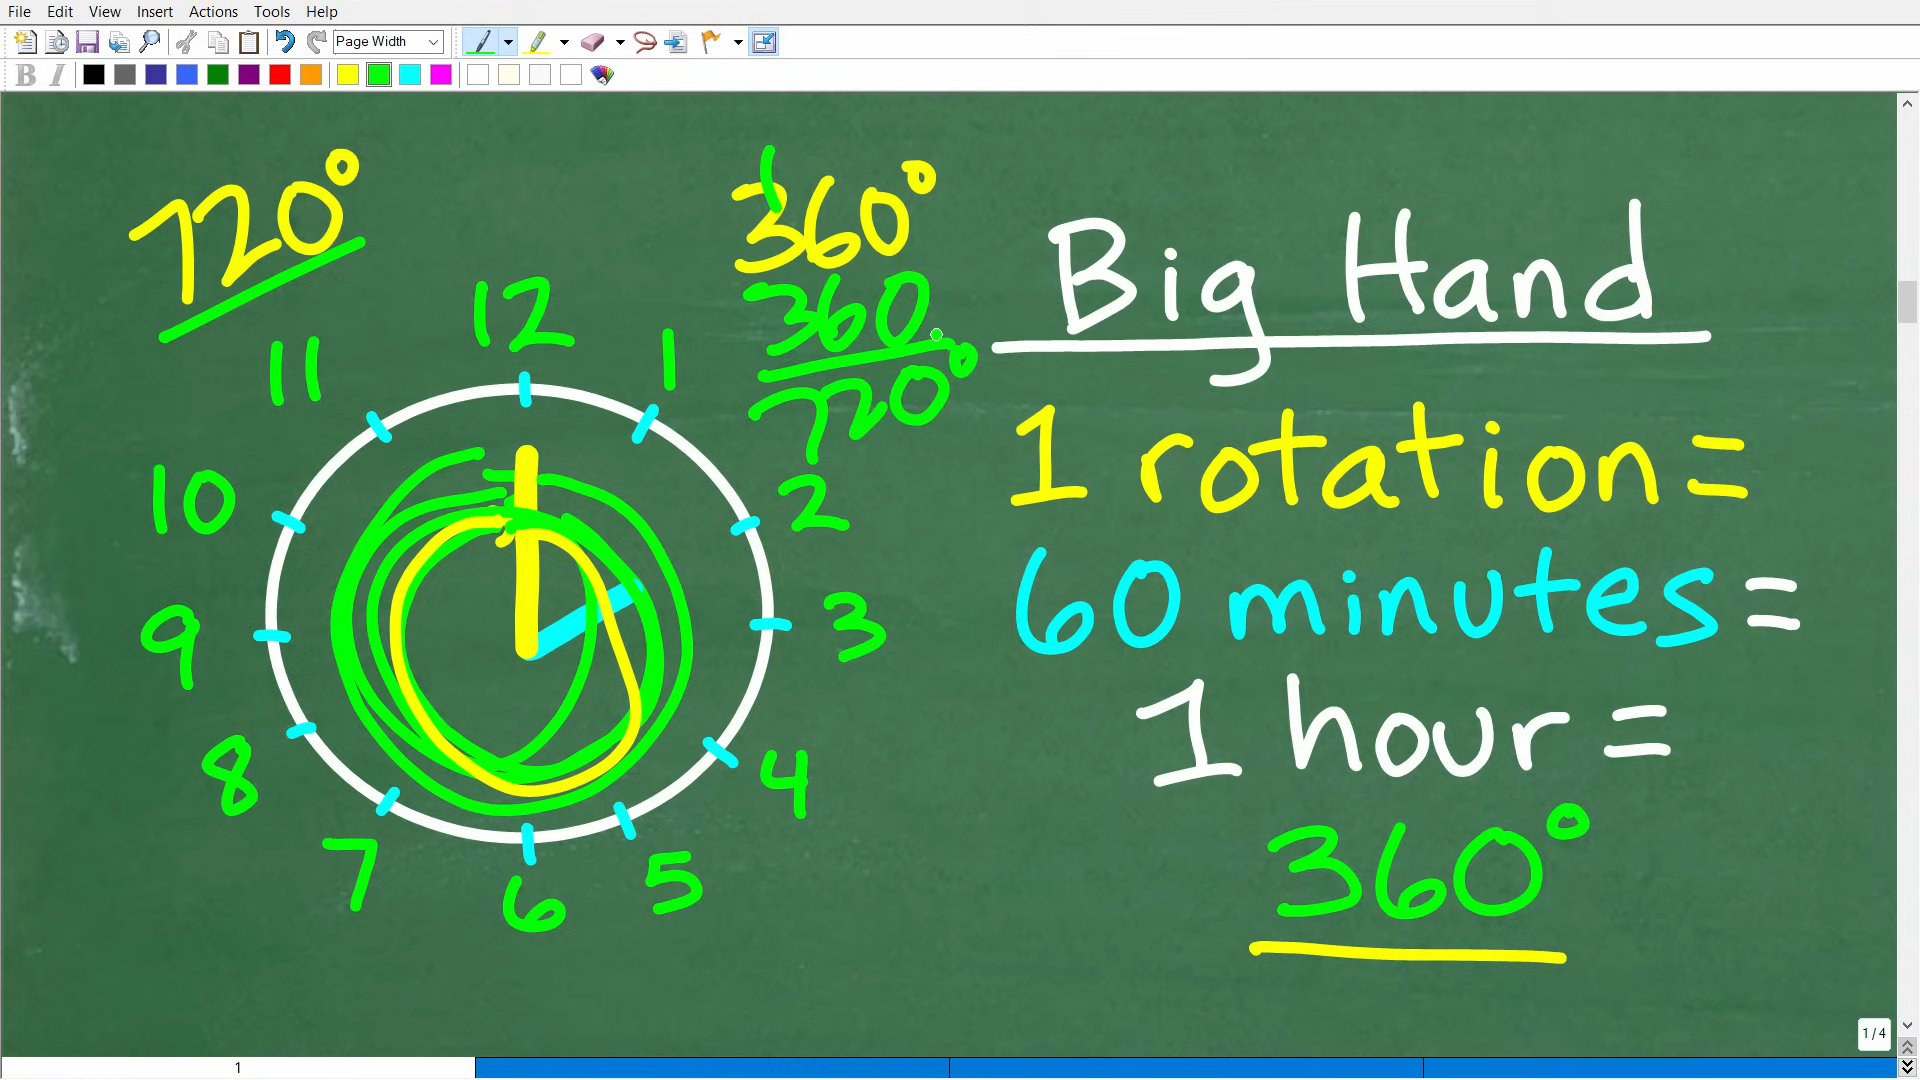 File Edit View Insert Actions Tools Help
Page Width
B I
720°
360°
360
720°
12
11
1
10
2
9
3
8
4
7
5
6
Big Hand
1 rotation =
60 minutes =
1 hour =
360°
1 / 4
1